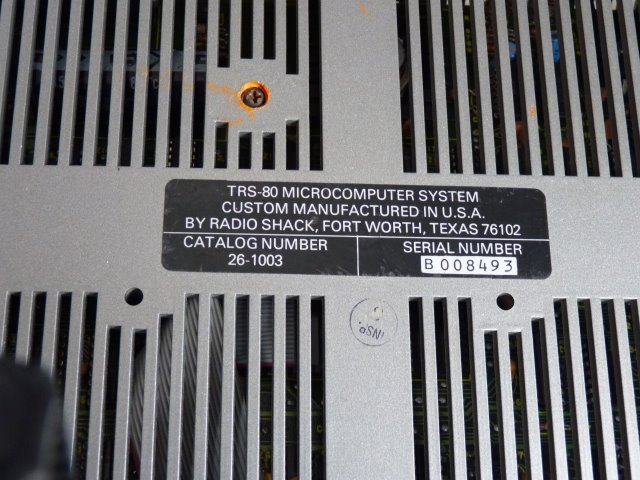 TRS-80 MICROCOMPUTER SYSTEM
CUSTOM MANUFACTURED IN U.S.A.
BY RADIO SHACK, FORT WORTH, TEXAS 76102
CATALOG NUMBER
26-1003
SERIAL NUMBER
B 008493